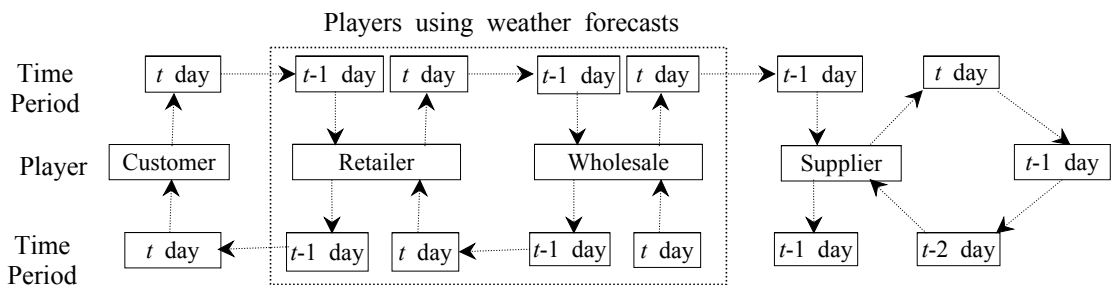 Players using weather forecasts
Time
Period
t day
t-1 day
t day
t-1 day
t day
t-1 day
t day
Player
Customer
Retailer
Wholesale
Supplier
t-1 day
Time
Period
t day
t-1 day
t day
t-1 day
t day
t-1 day
t-2 day